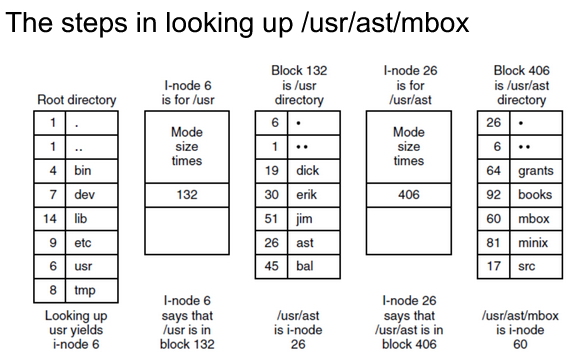 The steps in looking up /usr/ast/mbox
Root directory
1 .
1 ..
4 bin
7 dev
14 lib
9 etc
6 usr
8 tmp
Looking up
usr yields
i-node 6
I-node 6
is for /usr
Mode
size
times
132
I-node 6
says that
/usr is in
block 132
Block 132
is /usr
directory
6 •
1 ••
19 dick
30 erik
51 jim
26 ast
45 bal
/usr/ast
is i-node
26
I-node 26
is for
/usr/ast
Mode
size
times
406
I-node 26
says that
/usr/ast is in
block 406
Block 406
is /usr/ast
directory
26 •
6 ••
64 grants
92 books
60 mbox
81 minix
17 src
/usr/ast/mbox
is i-node
60